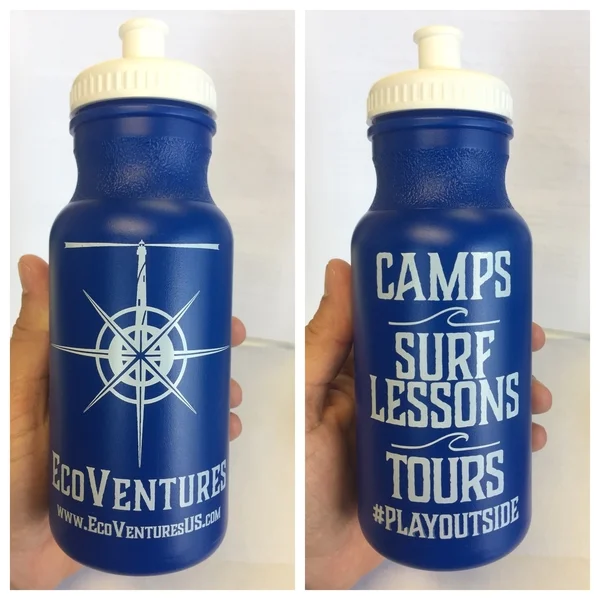 EcoVentures
www.EcoVenturesUS.com
CAMPS
SURF
LESSONS
TOURS
#PLAYOUTSIDE